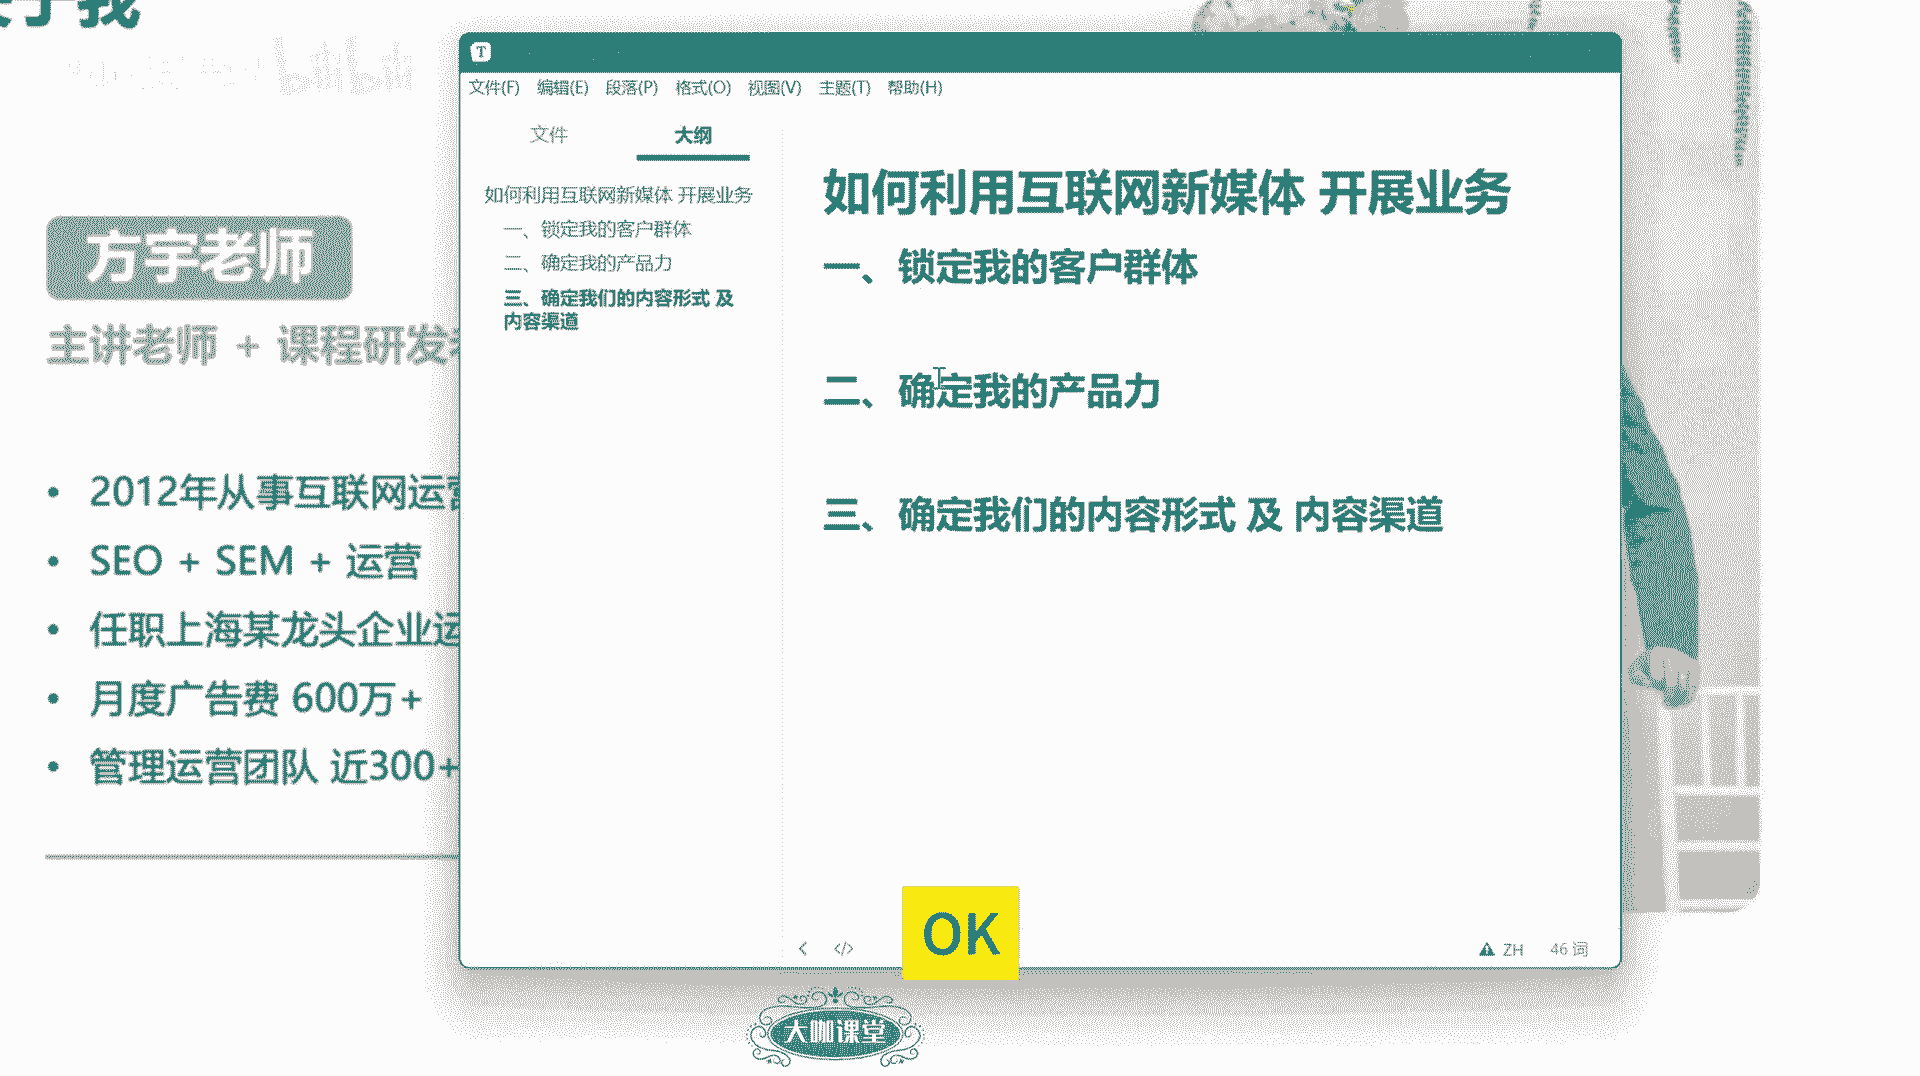 于我
bilibili
方宇老师
主讲老师 + 课程研发
2012年从事互联网运营
SEO + SEM + 运营
任职上海某龙头企业运
月度广告费 600万+
管理运营团队 近300+
T
文件(F) 编辑(E) 段落(P) 格式(O) 视图(V) 主题(T) 帮助(H)
文件 大纲
如何利用互联网新媒体 开展业务
一、锁定我的客户群体
二、确定我的产品力
三、确定我们的内容形式 及
内容渠道
如何利用互联网新媒体 开展业务
一、锁定我的客户群体
二、确定我的产品力
三、确定我们的内容形式 及 内容渠道
</>
OK
ZH 46 词
大咖课堂